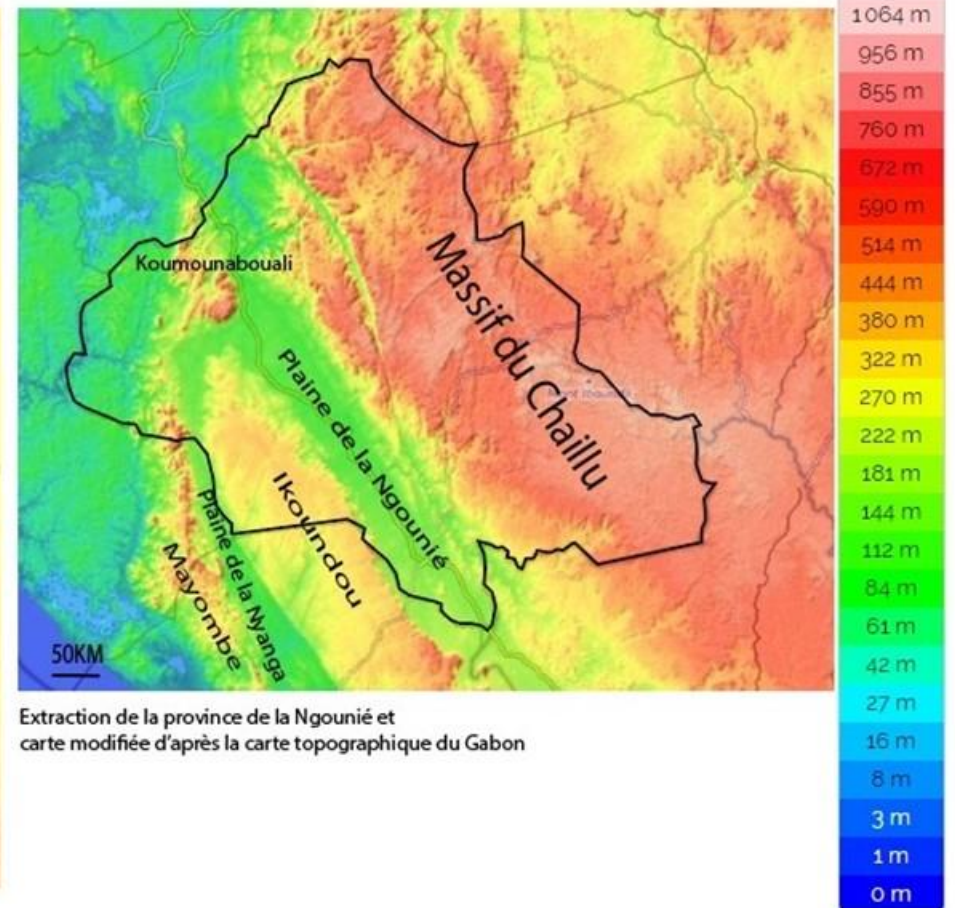 Koumounabouali
Massif du Chaillu
Plaine de la Ngounié
Ikoundou
Plaine de la Nyanga
Mayombe
50KM
Extraction de la province de la Ngounié et
carte modifiée d'après la carte topographique du Gabon
1 064 m
956 m
855 m
760 m
672 m
590 m
514 m
444 m
380 m
322 m
270 m
222 m
181 m
144 m
112 m
84 m
61 m
42 m
27 m
16 m
8 m
3 m
1 m
0 m